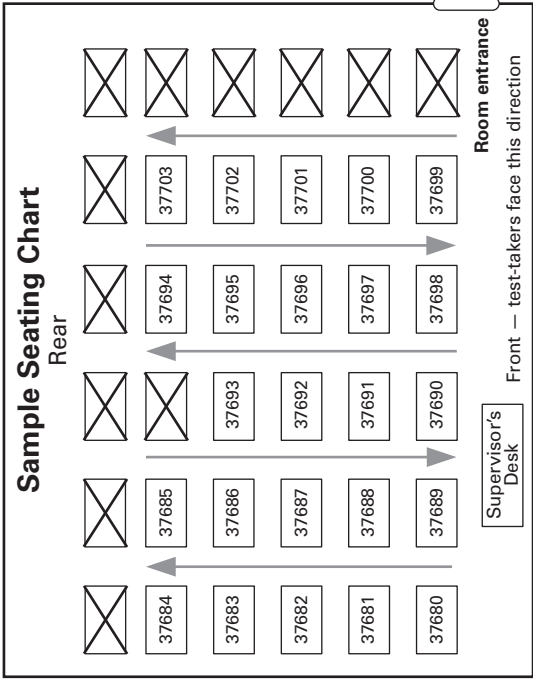 Sample Seating Chart
Rear
37684 37685 37694 37703
37683 37686 37693 37695 37702
37682 37687 37692 37696 37701
37681 37688 37691 37697 37700
37680 37689 37690 37698 37699
Room entrance
Supervisor's
Desk
Front — test-takers face this direction